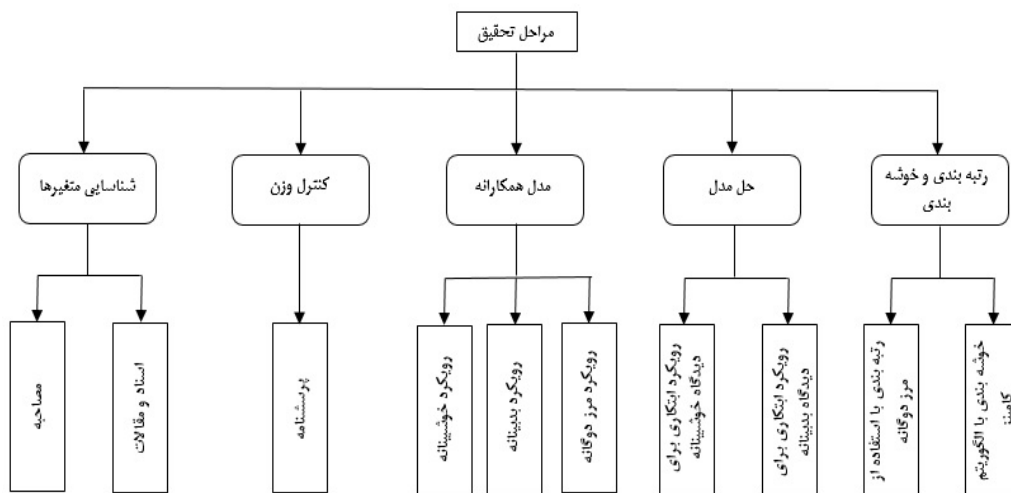 مراحل تحقیق
رتبه بندی و خوشه
بندی
حل مدل
مدل همکارانه
کنترل وزن
شناسایی متغیرها
خوشه بندی با الگوریتم
کامینز
رتبه بندی با استفاده از
مرز دوگانه
رویکرد ابتکاری برای
دیدگاه بدبینانه
رویکرد ابتکاری برای
دیدگاه خوشبینانه
رویکرد مرز دوگانه
رویکرد بدبینانه
رویکرد خوشبینانه
پرسشنامه
اسناد و مقالات
مصاحبه